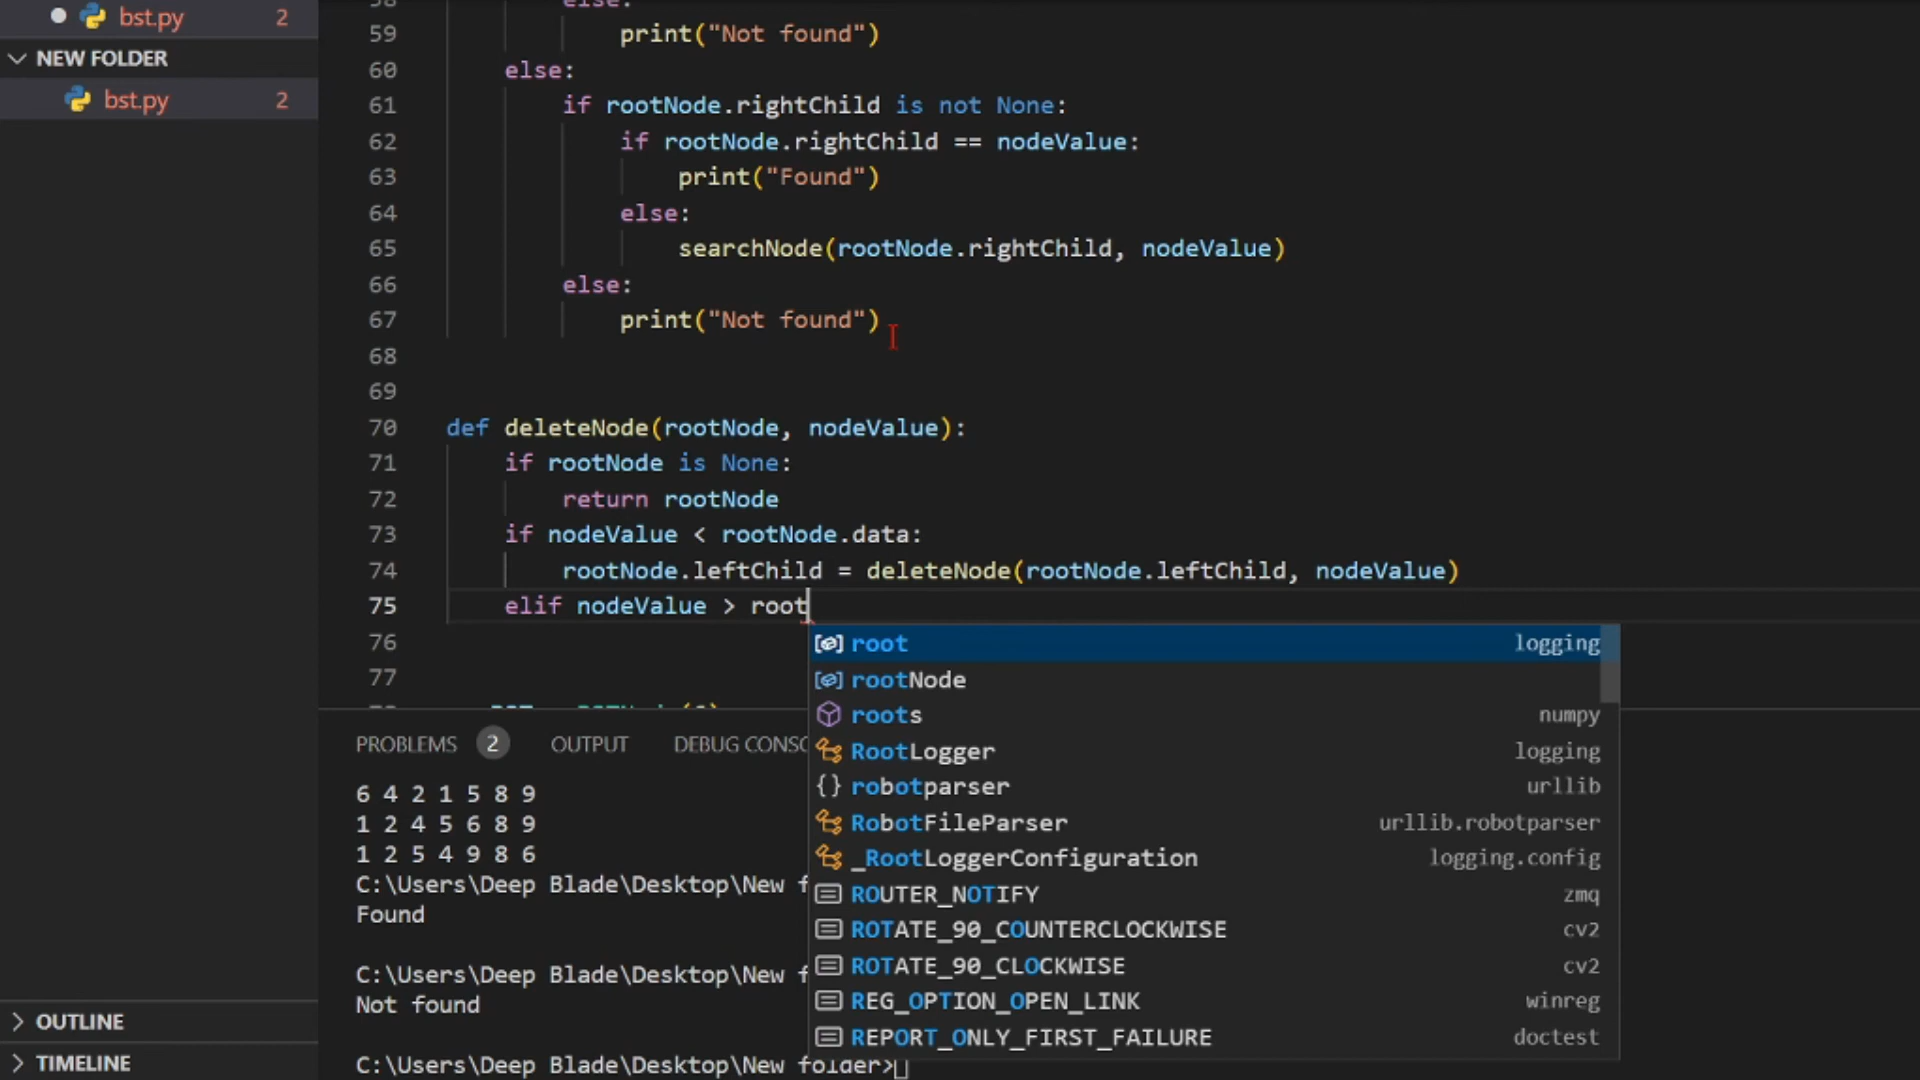 bst.py 2
NEW FOLDER
bst.py 2
OUTLINE
TIMELINE
58 else:
59 print("Not found")
60 else:
61 if rootNode.rightChild is not None:
62 if rootNode.rightChild == nodeValue:
63 print("Found")
64 else:
65 searchNode(rootNode.rightChild, nodeValue)
66 else:
67 print("Not found")
68
69
70 def deleteNode(rootNode, nodeValue):
71 if rootNode is None:
72 return rootNode
73 if nodeValue < rootNode.data:
74 rootNode.leftChild = deleteNode(rootNode.leftChild, nodeValue)
75 elif nodeValue > root
76
77
root logging
rootNode
roots numpy
RootLogger logging
robotparser urllib
RobotFileParser urllib.robotparser
_RootLoggerConfiguration logging.config
ROUTER_NOTIFY zmq
ROTATE_90_COUNTERCLOCKWISE cv2
ROTATE_90_CLOCKWISE cv2
REG_OPTION_OPEN_LINK winreg
REPORT_ONLY_FIRST_FAILURE doctest
PROBLEMS 2 OUTPUT DEBUG CONSO
6 4 2 1 5 8 9
1 2 4 5 6 8 9
1 2 5 4 9 8 6
C:\Users\Deep Blade\Desktop\New f
Found
C:\Users\Deep Blade\Desktop\New f
Not found
C:\Users\Deep Blade\Desktop\New folder>